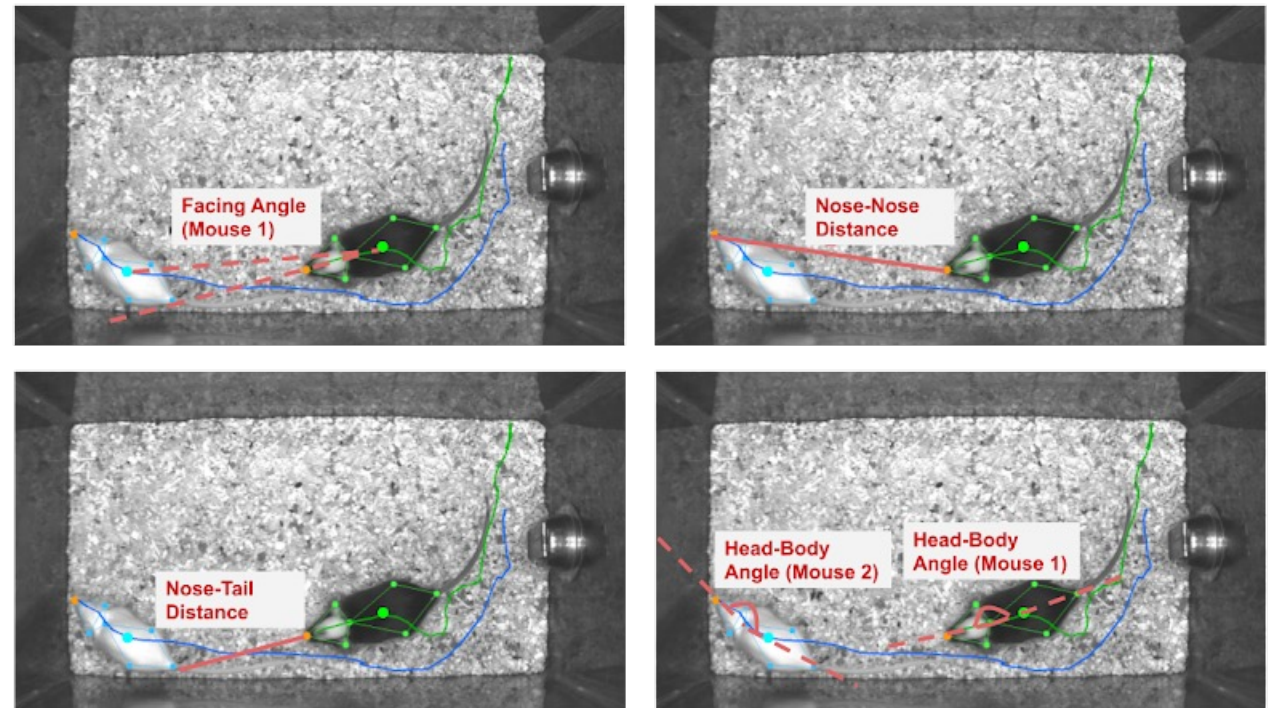 Facing Angle
(Mouse 1)
Nose-Nose
Distance
Nose-Tail
Distance
Head-Body
Angle (Mouse 2)
Head-Body
Angle (Mouse 1)